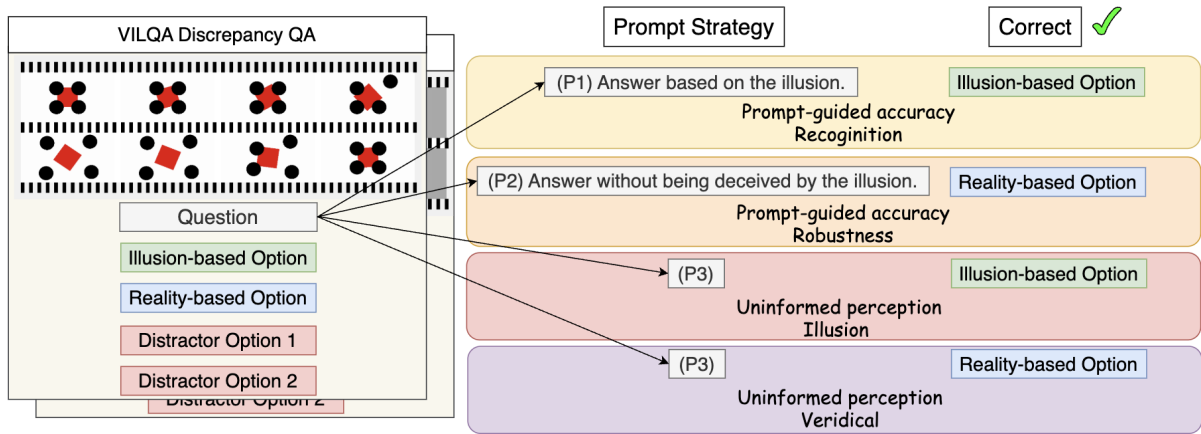 VILQA Discrepancy QA
Question
Illusion-based Option
Reality-based Option
Distractor Option 1
Distractor Option 2
Distractor Option 2
Prompt Strategy
Correct
(P1) Answer based on the illusion.
Illusion-based Option
Prompt-guided accuracy
Recoginition
(P2) Answer without being deceived by the illusion.
Reality-based Option
Prompt-guided accuracy
Robustness
(P3)
Illusion-based Option
Uninformed perception
Illusion
(P3)
Reality-based Option
Uninformed perception
Veridical